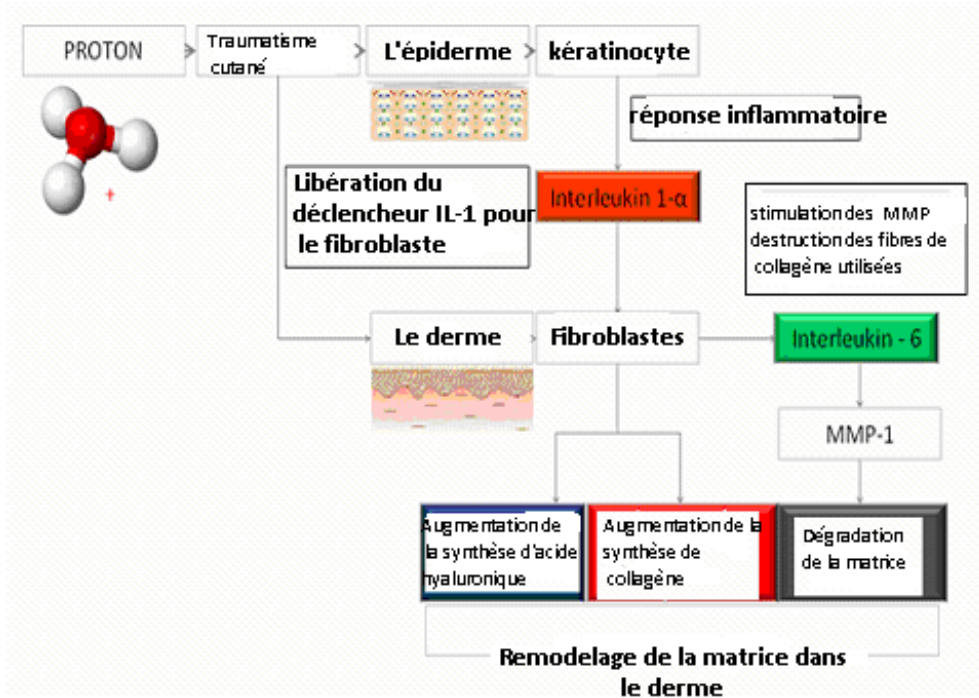 PROTON
Traumatisme
cutané
L'épiderme
kératinocyte
réponse inflammatoire
+
Libération du
déclencheur IL-1 pour
le fibroblaste
Interleukin 1-α
stimulation des MMP
destruction des fibres de
collagène utilisées
Le derme
Fibroblastes
Interleukin - 6
MMP-1
Augmentation de
la synthèse d'acide
hyaluronique
Augmentation de la
synthèse de
collagène
Dégradation
de la matrice
Remodelage de la matrice dans
le derme